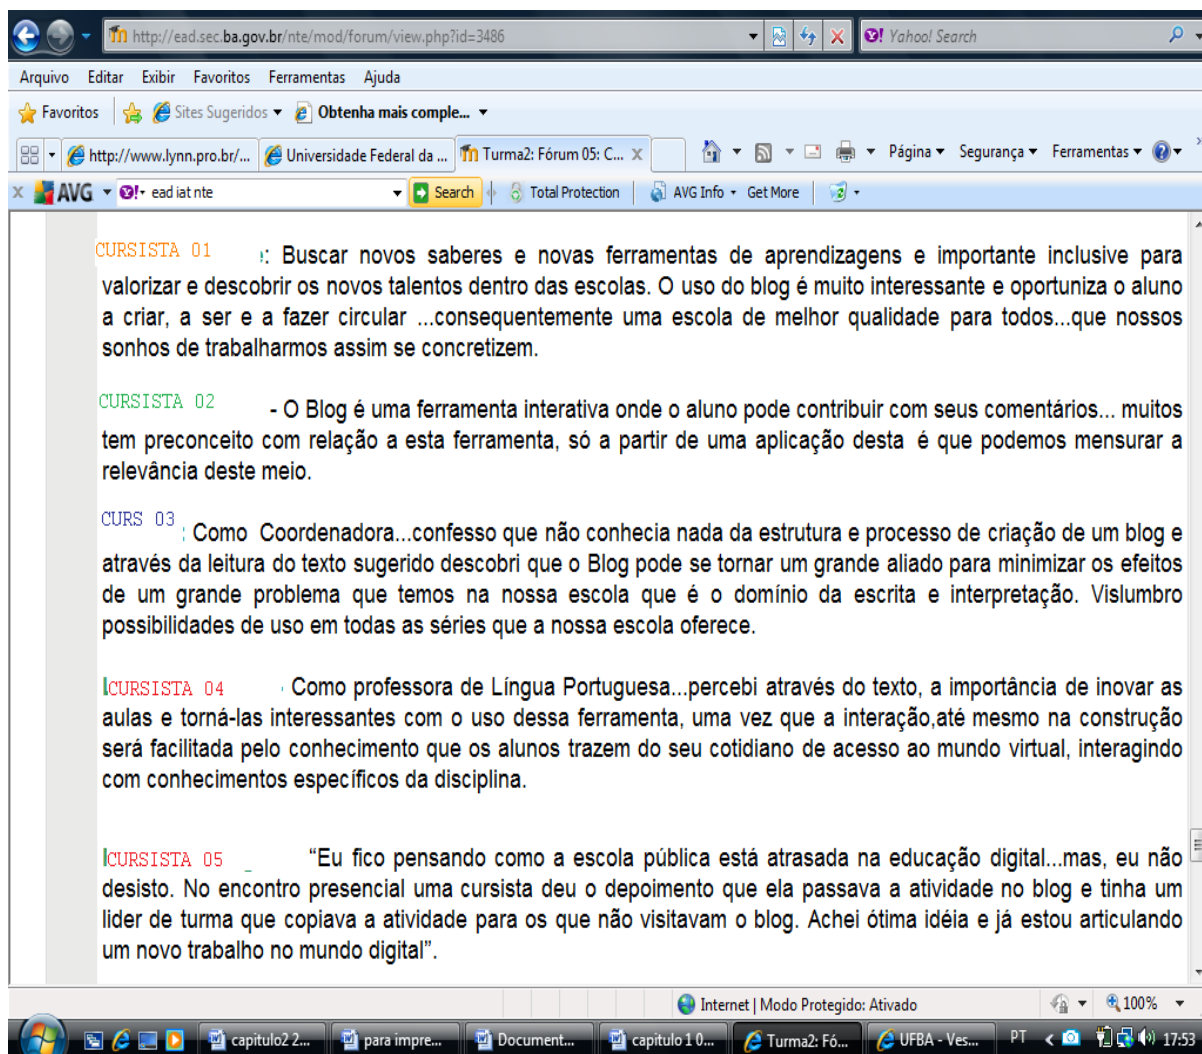 http://ead.sec.ba.gov.br/nte/mod/forum/view.php?id=3486
Yahoo! Search
Arquivo Editar Exibir Favoritos Ferramentas Ajuda
Favoritos Sites Sugeridos Obtenha mais comple...
http://www.lynn.pro.br/... Universidade Federal da ... Turma2: Fórum 05: C... Página Segurança Ferramentas
AVG ead iat nte Search Total Protection AVG Info Get More
CURSISTA 01 : Buscar novos saberes e novas ferramentas de aprendizagens e importante inclusive para
valorizar e descobrir os novos talentos dentro das escolas. O uso do blog é muito interessante e oportuniza o aluno
a criar, a ser e a fazer circular ...consequentemente uma escola de melhor qualidade para todos...que nossos
sonhos de trabalharmos assim se concretizem.
CURSISTA 02 - O Blog é uma ferramenta interativa onde o aluno pode contribuir com seus comentários... muitos
tem preconceito com relação a esta ferramenta, só a partir de uma aplicação desta é que podemos mensurar a
relevância deste meio.
CURS 03 : Como Coordenadora...confesso que não conhecia nada da estrutura e processo de criação de um blog e
através da leitura do texto sugerido descobri que o Blog pode se tornar um grande aliado para minimizar os efeitos
de um grande problema que temos na nossa escola que é o domínio da escrita e interpretação. Vislumbro
possibilidades de uso em todas as séries que a nossa escola oferece.
CURSISTA 04 Como professora de Língua Portuguesa...percebi através do texto, a importância de inovar as
aulas e torná-las interessantes com o uso dessa ferramenta, uma vez que a interação,até mesmo na construção
será facilitada pelo conhecimento que os alunos trazem do seu cotidiano de acesso ao mundo virtual, interagindo
com conhecimentos específicos da disciplina.
CURSISTA 05 “Eu fico pensando como a escola pública está atrasada na educação digital...mas, eu não
desisto. No encontro presencial uma cursista deu o depoimento que ela passava a atividade no blog e tinha um
lider de turma que copiava a atividade para os que não visitavam o blog. Achei ótima idéia e já estou articulando
um novo trabalho no mundo digital”.
Internet | Modo Protegido: Ativado 100%
capitulo2 2... para impre... Document... capitulo 1 0... Turma2: Fó... UFBA - Ves... PT 17:53